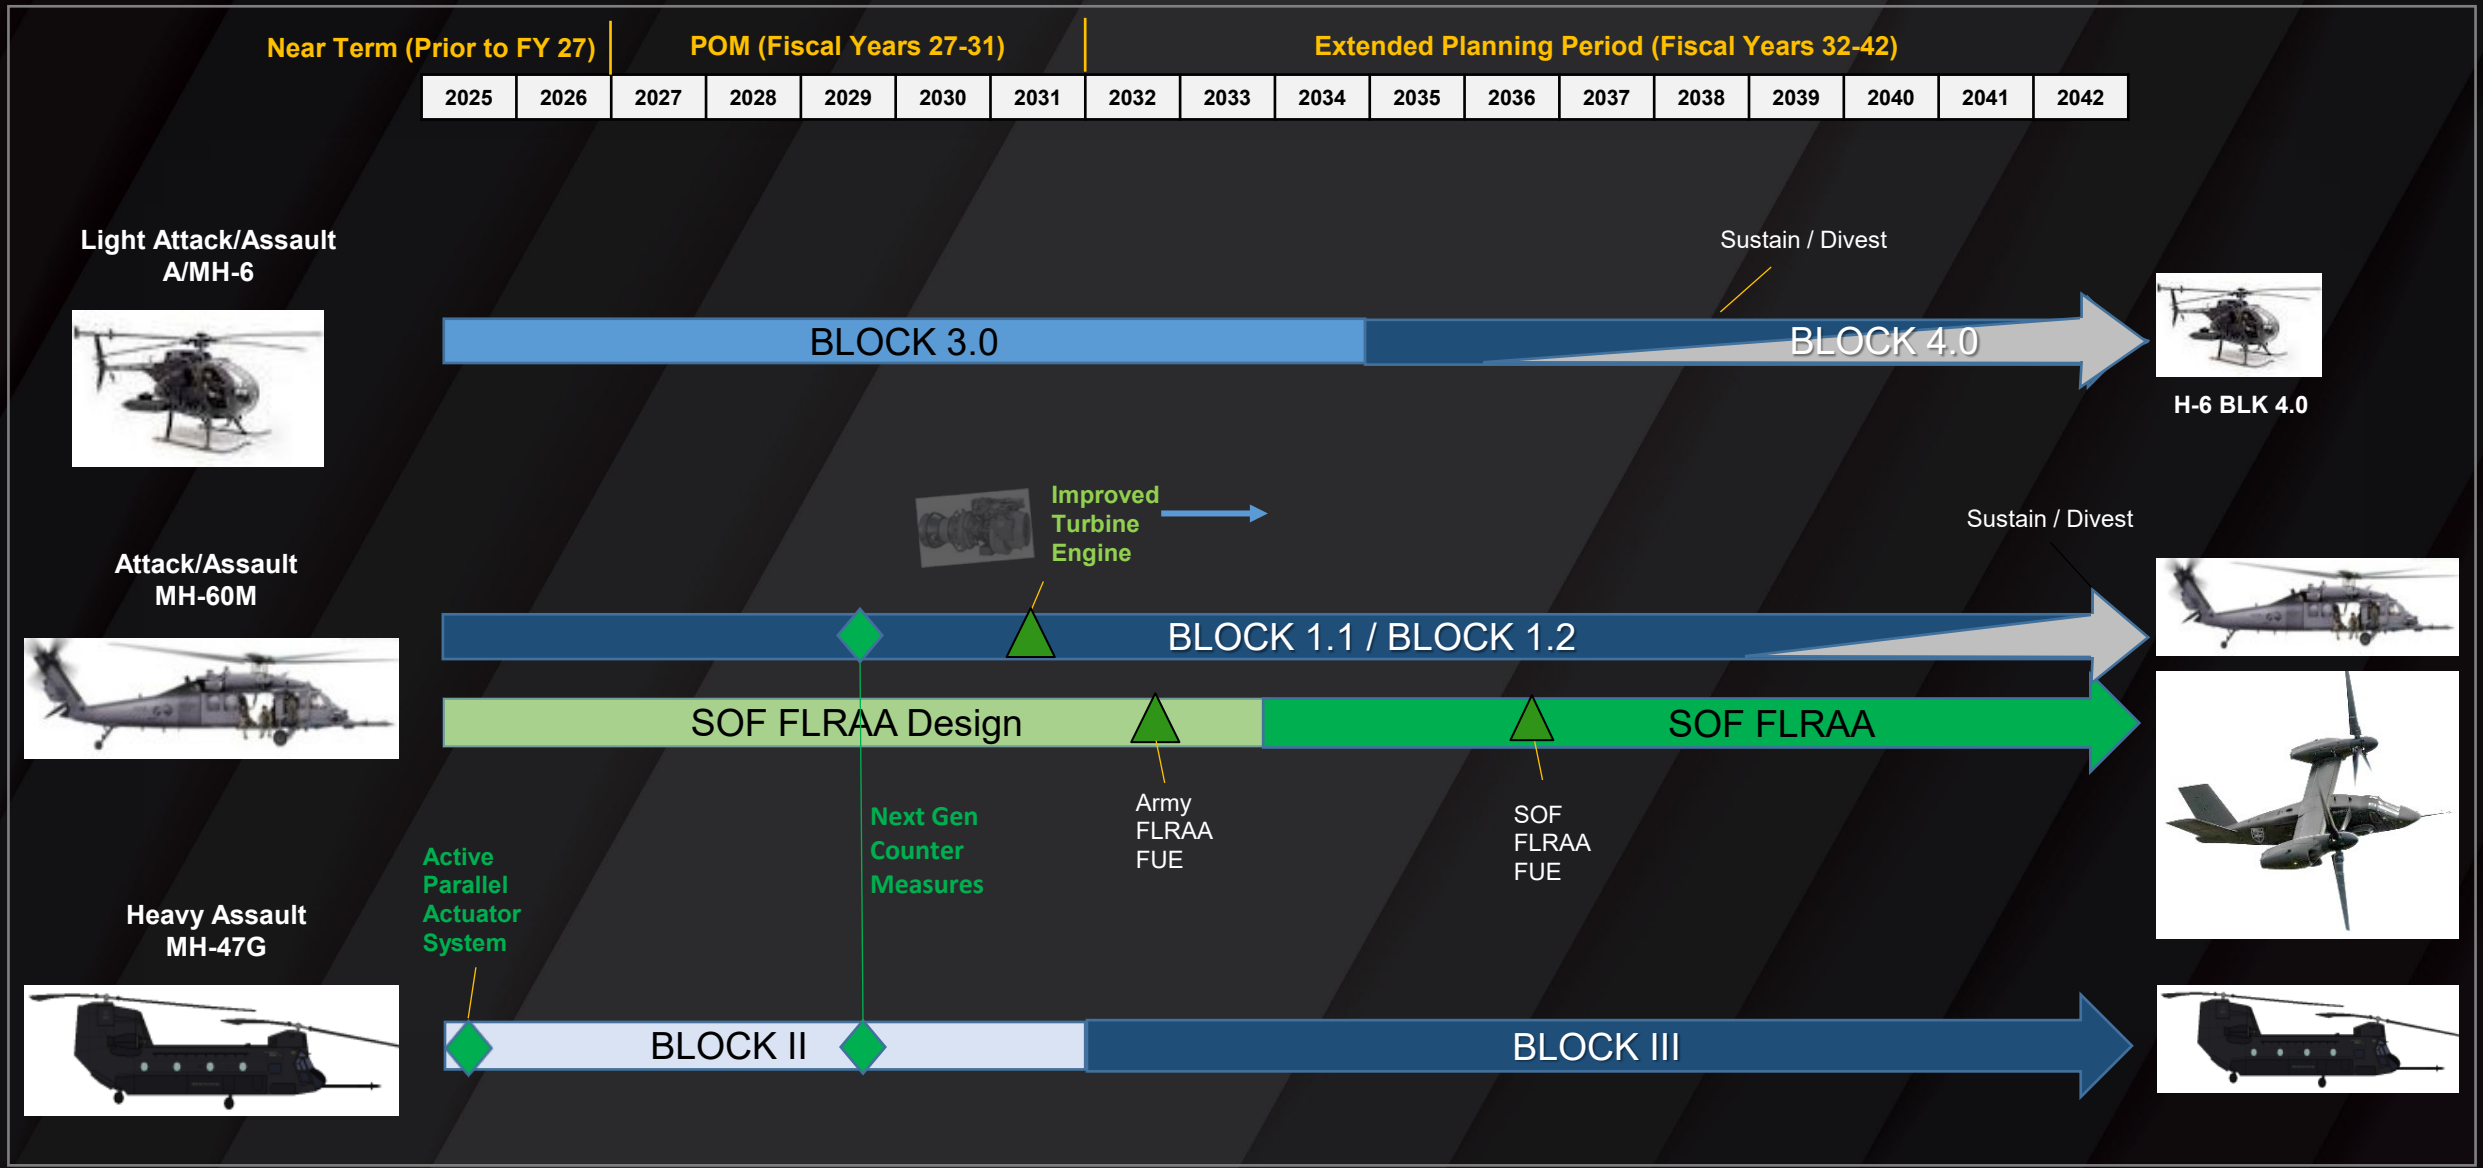 Near Term (Prior to FY 27)
POM (Fiscal Years 27-31)
Extended Planning Period (Fiscal Years 32-42)
2025 2026 2027 2028 2029 2030 2031 2032 2033 2034 2035 2036 2037 2038 2039 2040 2041 2042
Light Attack/Assault
A/MH-6
Sustain / Divest
BLOCK 3.0
BLOCK 4.0
H-6 BLK 4.0
Improved
Turbine
Engine
Sustain / Divest
Attack/Assault
MH-60M
BLOCK 1.1 / BLOCK 1.2
SOF FLRAA Design
SOF FLRAA
Army
FLRAA
FUE
SOF
FLRAA
FUE
Next Gen
Counter
Measures
Active
Parallel
Actuator
System
Heavy Assault
MH-47G
BLOCK II
BLOCK III